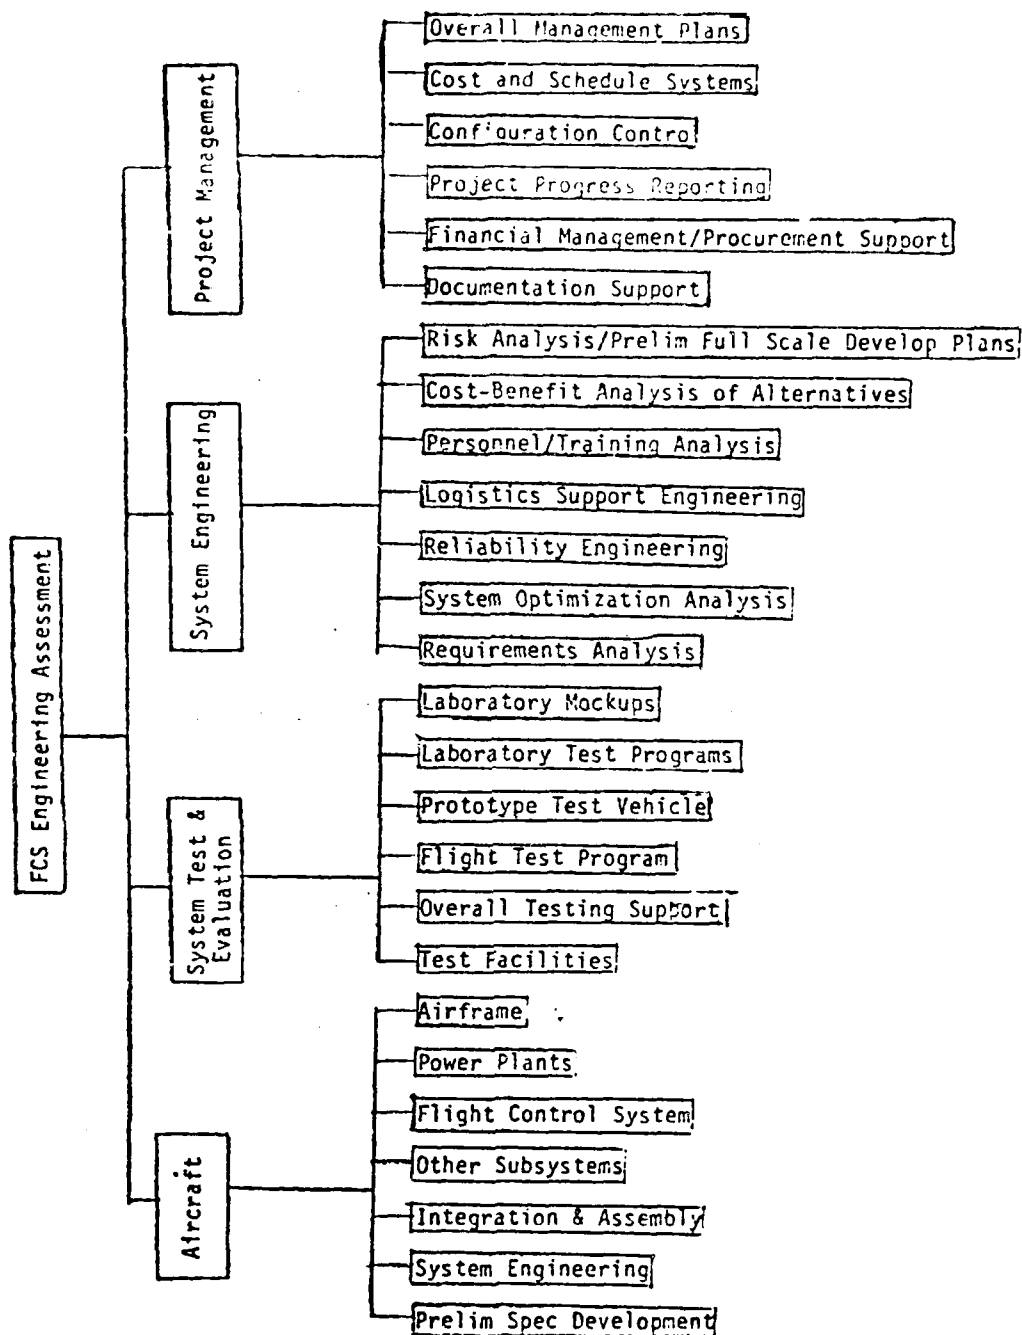 FCS Engineering Assessment
Project Management
Overall Management Plans
Cost and Schedule Systems
Configuration Control
Project Progress Reporting
Financial Management/Procurement Support
Documentation Support
System Engineering
Risk Analysis/Prelim Full Scale Develop Plans
Cost-Benefit Analysis of Alternatives
Personnel/Training Analysis
Logistics Support Engineering
Reliability Engineering
System Optimization Analysis
Requirements Analysis
System Test &
Evaluation
Laboratory Mockups
Laboratory Test Programs
Prototype Test Vehicle
Flight Test Program
Overall Testing Support
Test Facilities
Aircraft
Airframe
Power Plants
Flight Control System
Other Subsystems
Integration & Assembly
System Engineering
Prelim Spec Development